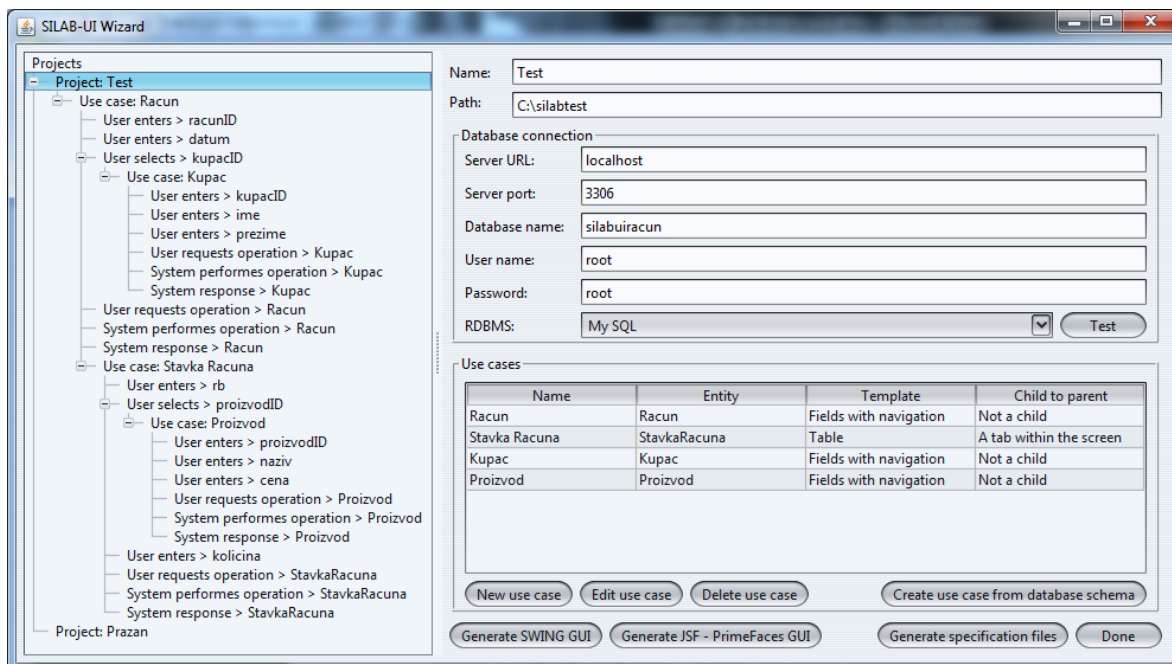 SILAB-UI Wizard
Projects
Project: Test
Use case: Racun
User enters > racunID
User enters > datum
User selects > kupacID
Use case: Kupac
User enters > kupacID
User enters > ime
User enters > prezime
User requests operation > Kupac
System performes operation > Kupac
System response > Kupac
User requests operation > Racun
System performes operation > Racun
System response > Racun
Use case: Stavka Racuna
User enters > rb
User selects > proizvodID
Use case: Proizvod
User enters > proizvodID
User enters > naziv
User enters > cena
User requests operation > Proizvod
System performes operation > Proizvod
System response > Proizvod
User enters > kolicina
User requests operation > StavkaRacuna
System performes operation > StavkaRacuna
System response > StavkaRacuna
Project: Prazan
Name: Test
Path: C:\silabtest
Database connection
Server URL: localhost
Server port: 3306
Database name: silabuiracun
User name: root
Password: root
RDBMS: My SQL Test
Use cases
Name Entity Template Child to parent
Racun Racun Fields with navigation Not a child
Stavka Racuna StavkaRacuna Table A tab within the screen
Kupac Kupac Fields with navigation Not a child
Proizvod Proizvod Fields with navigation Not a child
New use case Edit use case Delete use case Create use case from database schema
Generate SWING GUI Generate JSF - PrimeFaces GUI Generate specification files Done